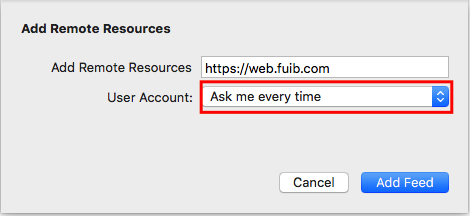 Add Remote Resources
Add Remote Resources https://web.fuib.com
User Account: Ask me every time
Cancel Add Feed